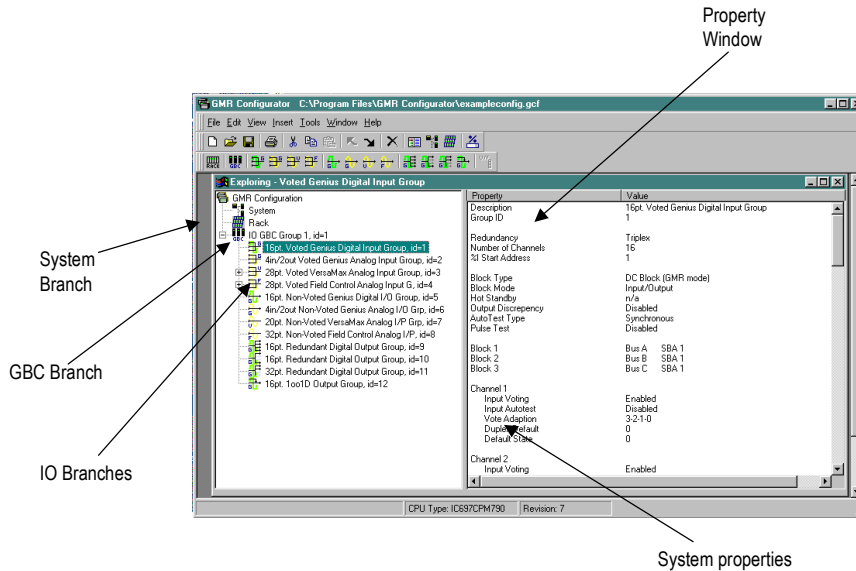 Property
Window
GMR Configurator C:\Program Files\GMR Configurator\exampleconfig.gcf
File Edit View Insert Tools Window Help
RACK GBC
Exploring - Voted Genius Digital Input Group
GMR Configuration
System
Rack
IO GBC Group 1, id=1
16pt. Voted Genius Digital Input Group, id=1
4in/2out Voted Genius Analog Input Group, id=2
28pt. Voted VersaMax Analog Input Group, id=3
28pt. Voted Field Control Analog Input G, id=4
16pt. Non-Voted Genius Digital I/O Group, id=5
4in/2out Non-Voted Genius Analog I/O Grp, id=6
20pt. Non-Voted VersaMax Analog I/P Grp, id=7
32pt. Non-Voted Field Control Analog I/P, id=8
16pt. Redundant Digital Output Group, id=9
16pt. Redundant Digital Output Group, id=10
32pt. Redundant Digital Output Group, id=11
16pt. 1oo1D Output Group, id=12
Property Value
Description 16pt. Voted Genius Digital Input Group
Group ID 1
Redundancy Triplex
Number of Channels 16
%I Start Address 1
Block Type DC Block (GMR mode)
Block Mode Input/Output
Hot Standby n/a
Output Discrepency Disabled
AutoTest Type Synchronous
Pulse Test Disabled
Block 1 Bus A SBA 1
Block 2 Bus B SBA 1
Block 3 Bus C SBA 1
Channel 1
Input Voting Enabled
Input Autotest Disabled
Vote Adaption 3-2-1-0
Duplex Default 0
Default State 0
Channel 2
Input Voting Enabled
CPU Type: IC697CPM790 Revision: 7
System
Branch
GBC Branch
IO Branches
System properties